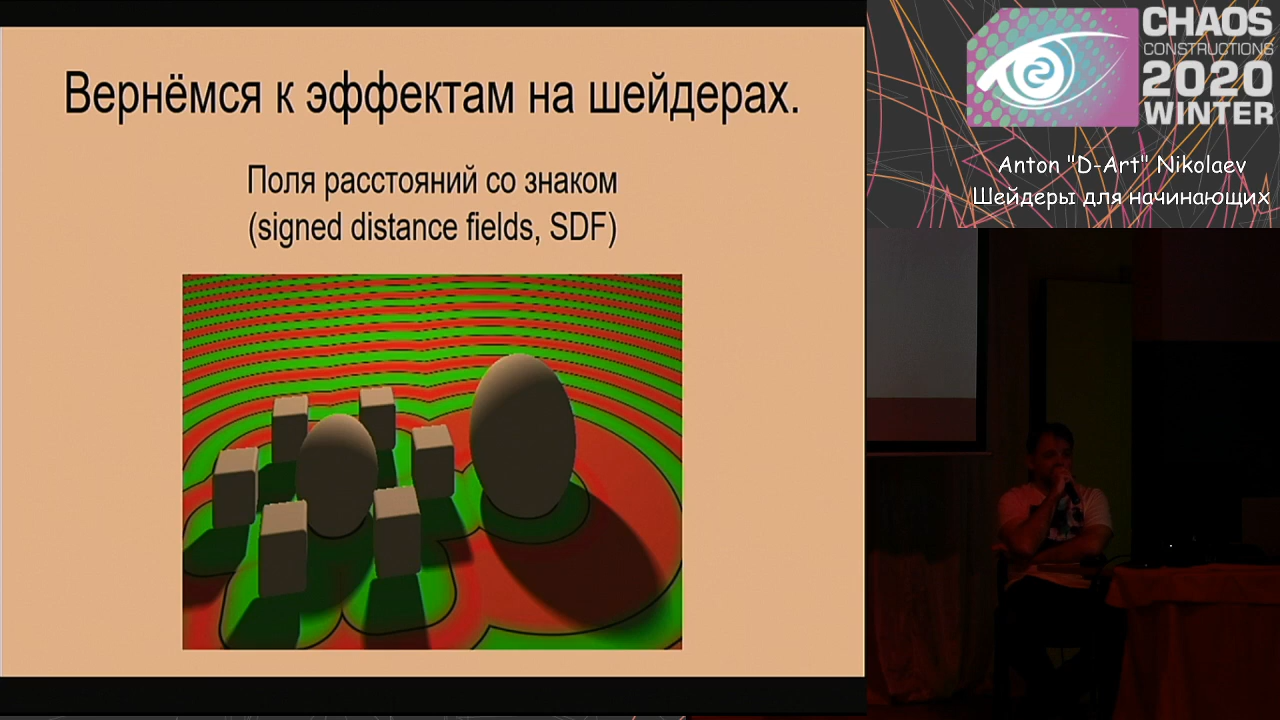 Вернёмся к эффектам на шейдерах.
Поля расстояний со знаком
(signed distance fields, SDF)
CHAOS
CONSTRUCTIONS
2020
WINTER
Anton "D-Art" Nikolaev
Шейдеры для начинающих